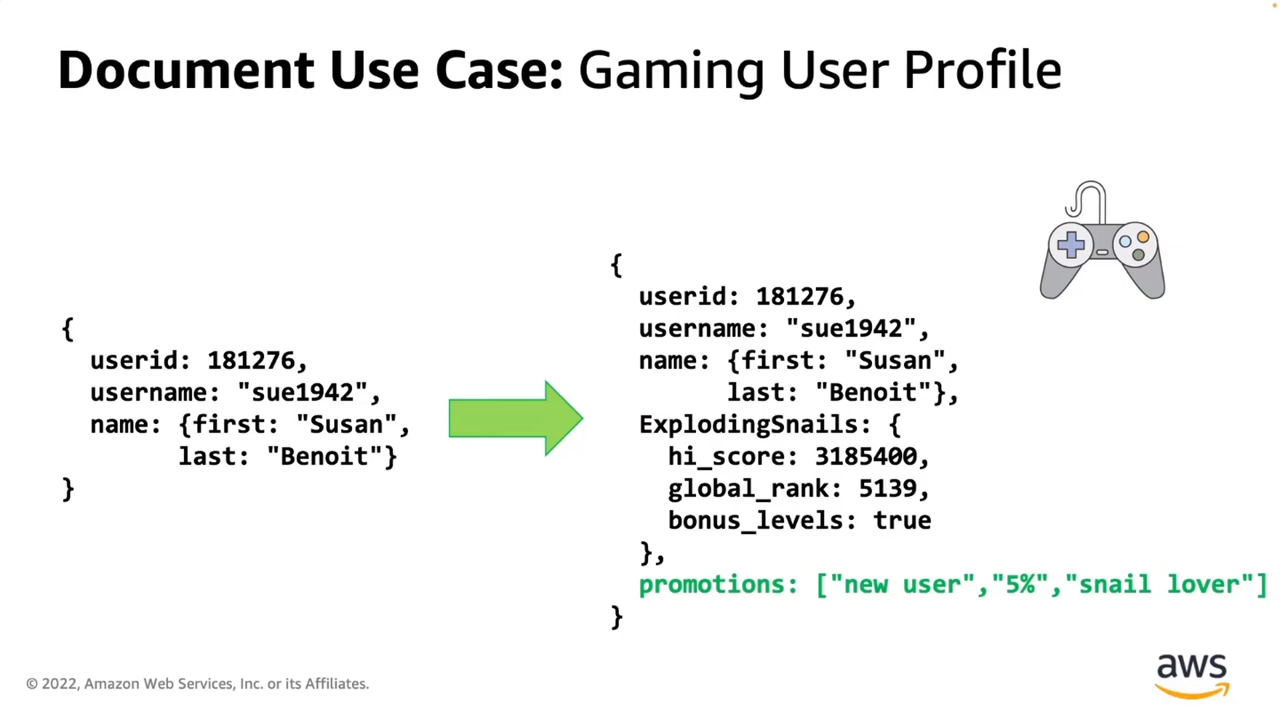 Document Use Case: Gaming User Profile
{
userid: 181276,
username: "sue1942",
name: {first: "Susan",
last: "Benoit"}
}
{
userid: 181276,
username: "sue1942",
name: {first: "Susan",
last: "Benoit"},
ExplodingSnails: {
hi_score: 3185400,
global_rank: 5139,
bonus_levels: true
},
promotions: ["new user","5%","snail lover"]
}
© 2022, Amazon Web Services, Inc. or its Affiliates.
aws